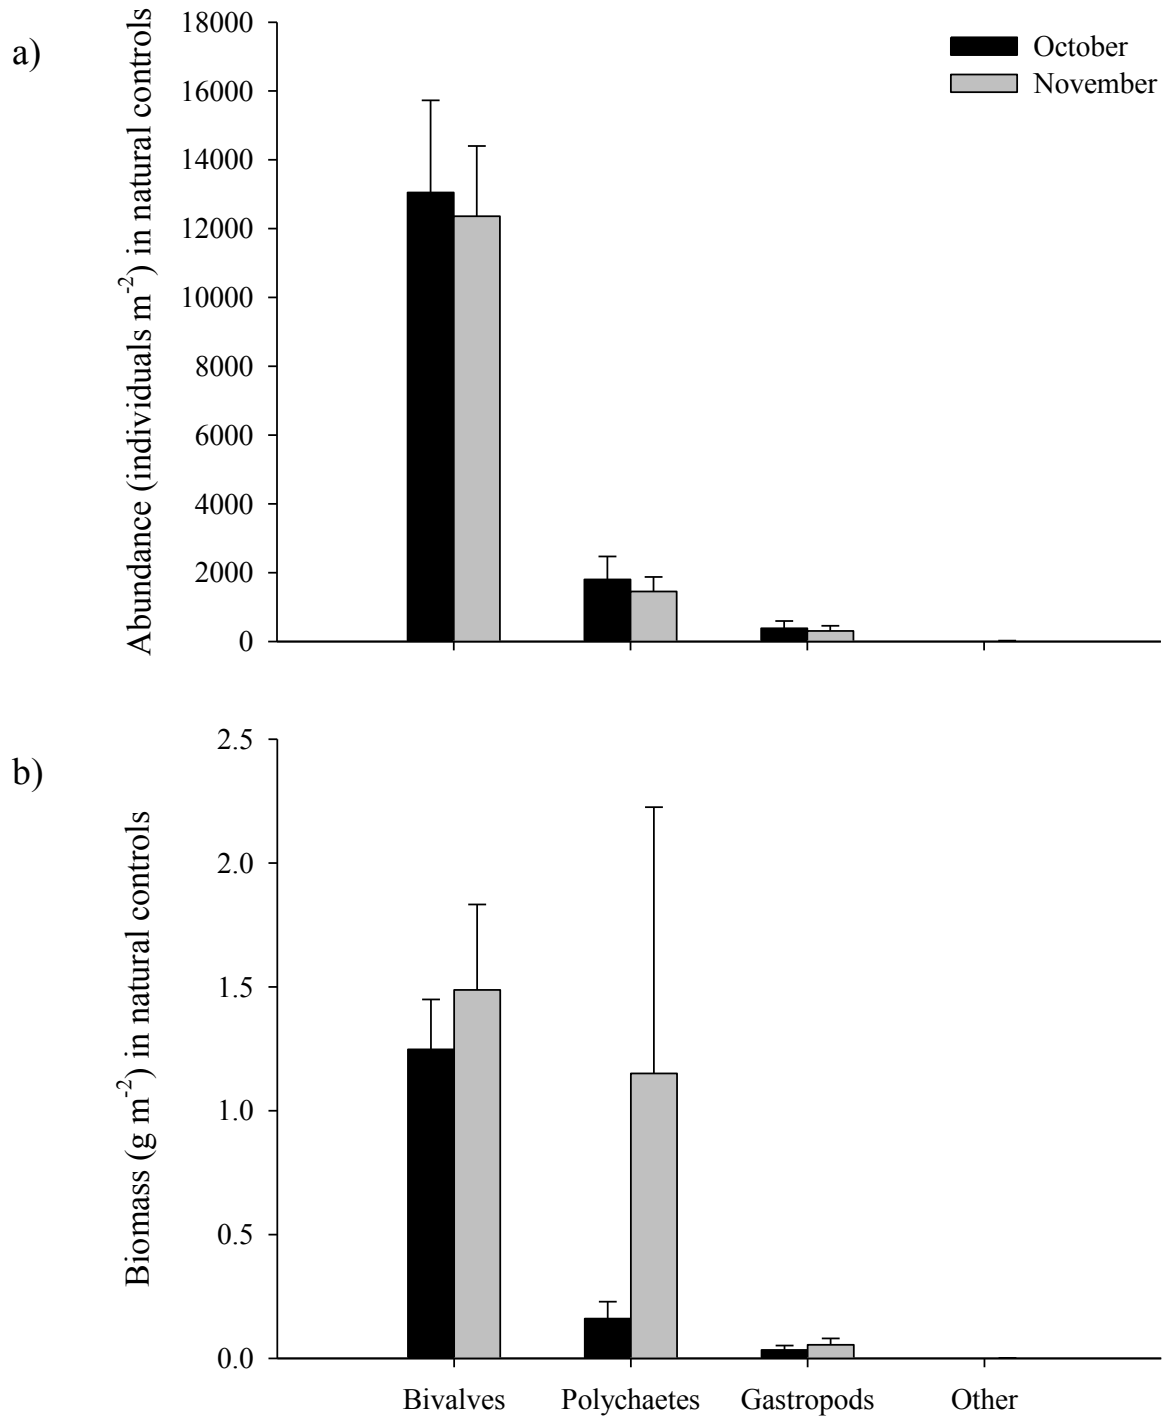 a)
Abundance (individuals m-2) in natural controls
18000
16000
14000
12000
10000
8000
6000
4000
2000
0
October
November
b)
Biomass (g m-2) in natural controls
2.5
2.0
1.5
1.0
0.5
0.0
Bivalves Polychaetes Gastropods Other